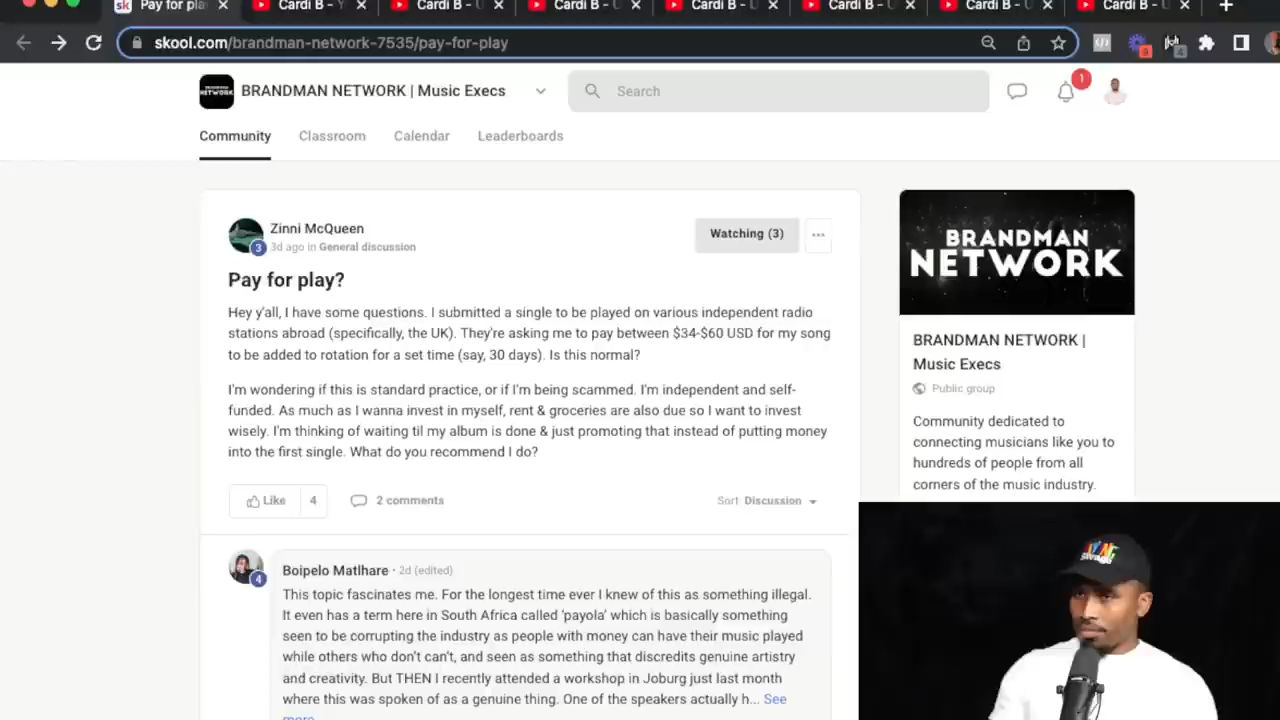 sk Pay for pla
Cardi B - Y
Cardi B - U
Cardi B - U
Cardi B - U
Cardi B - U
Cardi B - U
Cardi B - U
skool.com/brandman-network-7535/pay-for-play
5
4
BRANDMAN NETWORK
BRANDMAN NETWORK | Music Execs
Search
1
Community Classroom Calendar Leaderboards
Zinni McQueen
3
3d ago in General discussion
Watching (3)
Pay for play?
Hey y'all, I have some questions. I submitted a single to be played on various independent radio
stations abroad (specifically, the UK). They're asking me to pay between $34-$60 USD for my song
to be added to rotation for a set time (say, 30 days). Is this normal?
I'm wondering if this is standard practice, or if I'm being scammed. I'm independent and self-
funded. As much as I wanna invest in myself, rent & groceries are also due so I want to invest
wisely. I'm thinking of waiting til my album is done & just promoting that instead of putting money
into the first single. What do you recommend I do?
Like 4 2 comments Sort Discussion
Boipelo Matlhare · 2d (edited)
4
This topic fascinates me. For the longest time ever I knew of this as something illegal.
It even has a term here in South Africa called 'payola' which is basically something
seen to be corrupting the industry as people with money can have their music played
while others who don't can't, and seen as something that discredits genuine artistry
and creativity. But THEN I recently attended a workshop in Joburg just last month
where this was spoken of as a genuine thing. One of the speakers actually h... See
more
BRANDMAN
NETWORK
BRANDMAN NETWORK |
Music Execs
Public group
Community dedicated to
connecting musicians like you to
hundreds of people from all
corners of the music industry.